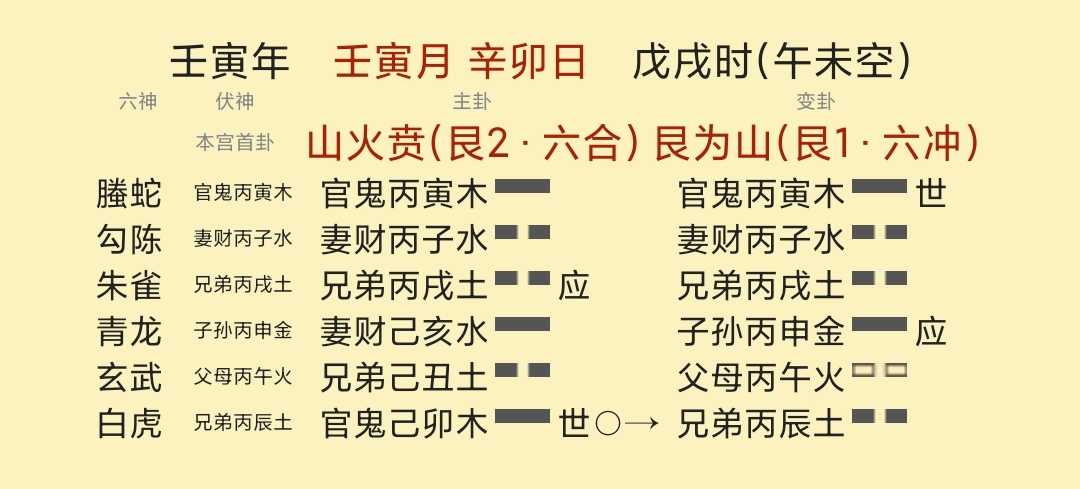 壬寅年 壬寅月 辛卯日 戊戌时(午未空)
六神 伏神 主卦 变卦
本宫首卦 山火贲(艮2·六合) 艮为山(艮1·六冲)
螣蛇 官鬼丙寅木 官鬼丙寅木 官鬼丙寅木 世
勾陈 妻财丙子水 妻财丙子水 妻财丙子水
朱雀 兄弟丙戌土 兄弟丙戌土 应 兄弟丙戌土
青龙 子孙丙申金 妻财己亥水 子孙丙申金 应
玄武 父母丙午火 兄弟己丑土 父母丙午火
白虎 兄弟丙辰土 官鬼己卯木 世○→ 兄弟丙辰土